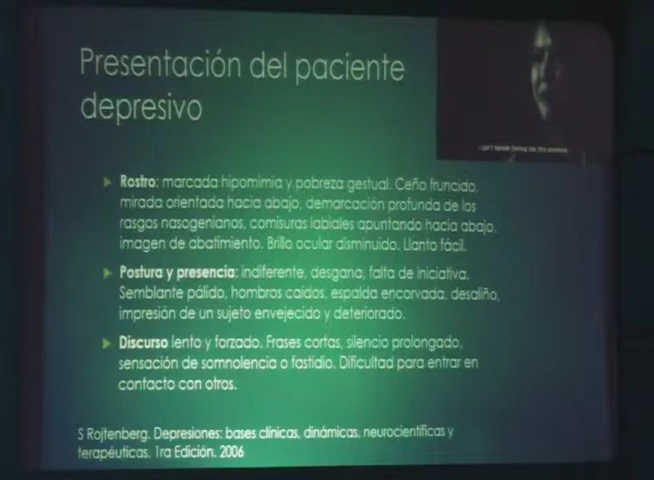 Presentación del paciente
depresivo
Rostro: marcada hipomimia y pobreza gestual. Ceño fruncido,
mirada orientada hacia abajo, demarcación profunda de los
rasgos nasogenianos, comisuras labiales apuntando hacia abajo,
imagen de abatimiento. Brillo ocular disminuido. Llanto fácil.
Postura y presencia: indiferente, desgana, falta de iniciativa.
Semblante pálido, hombros caídos, espalda encorvada, desaliño,
impresión de un sujeto envejecido y deteriorado.
Discurso lento y forzado. Frases cortas, silencio prolongado,
sensación de somnolencia o fastidio. Dificultad para entrar en
contacto con otros.
S Rojtenberg. Depresiones: bases clínicas, dinámicas, neurocientíficas y
terapéuticas. 1ra Edición. 2006